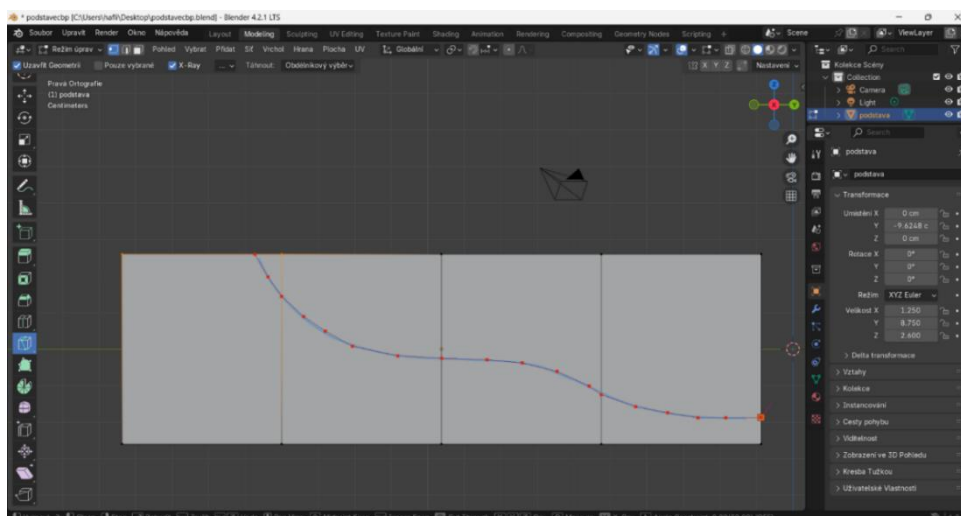 * podstavecbp [C:\Users\hafli\Desktop\podstavecbp.blend] - Blender 4.2.1 LTS
Soubor Upravit Render Okno Nápověda Layout Modeling Sculpting UV Editing Texture Paint Shading Animation Rendering Compositing Geometry Nodes Scripting + Scene ViewLayer
Režim úprav Pohled Vybrat Přidat Síť Vrchol Hrana Plocha UV Globální Search
Uzavřít Geometrii Pouze vybrané X-Ray Táhnout: Obdélníkový výběr X Y Z Nastavení
Pravá Ortografie
(1) podstava
Centimeters
Kolekce Scény
Collection
Camera
Light
podstava
Search
podstava
podstava
Transformace
Umístění X 0 cm
Y -9.6248 c
Z 0 cm
Rotace X 0°
Y 0°
Z 0°
Režim XYZ Euler
Velikost X 1.250
Y 8.750
Z 2.600
Delta transformace
Vztahy
Kolekce
Instancování
Cesty pohybu
Viditelnost
Zobrazení ve 3D Pohledu
Kresba Tužkou
Uživatelské Vlastnosti